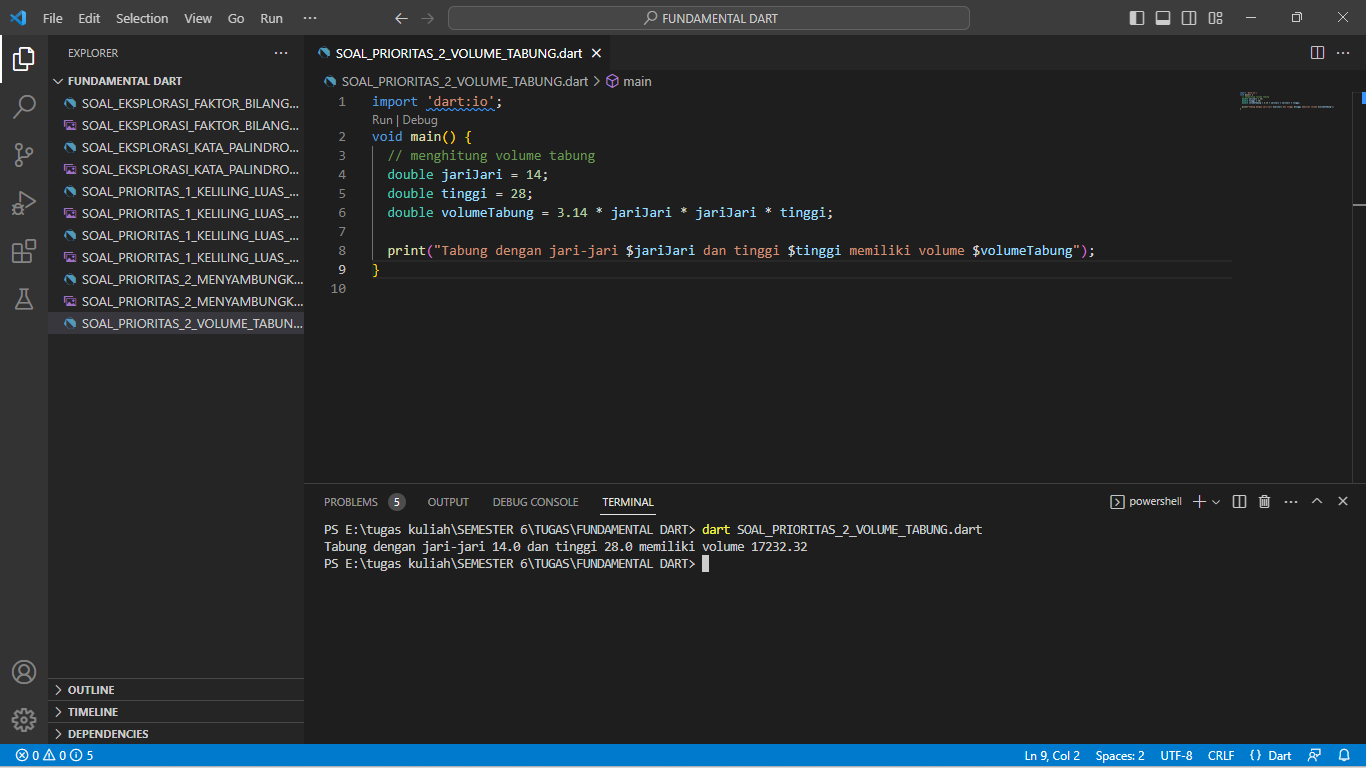 File Edit Selection View Go Run ··· FUNDAMENTAL DART
EXPLORER ···
FUNDAMENTAL DART
SOAL_EKSPLORASI_FAKTOR_BILANG...
SOAL_EKSPLORASI_FAKTOR_BILANG...
SOAL_EKSPLORASI_KATA_PALINDRO...
SOAL_EKSPLORASI_KATA_PALINDRO...
SOAL_PRIORITAS_1_KELILING_LUAS_...
SOAL_PRIORITAS_1_KELILING_LUAS_...
SOAL_PRIORITAS_1_KELILING_LUAS_...
SOAL_PRIORITAS_1_KELILING_LUAS_...
SOAL_PRIORITAS_2_MENYAMBUNGK...
SOAL_PRIORITAS_2_MENYAMBUNGK...
SOAL_PRIORITAS_2_VOLUME_TABUN...
OUTLINE
TIMELINE
DEPENDENCIES
SOAL_PRIORITAS_2_VOLUME_TABUNG.dart
SOAL_PRIORITAS_2_VOLUME_TABUNG.dart > main
1 import 'dart:io';
Run | Debug
2 void main() {
3 // menghitung volume tabung
4 double jariJari = 14;
5 double tinggi = 28;
6 double volumeTabung = 3.14 * jariJari * jariJari * tinggi;
7
8 print("Tabung dengan jari-jari $jariJari dan tinggi $tinggi memiliki volume $volumeTabung");
9 }
10
PROBLEMS 5 OUTPUT DEBUG CONSOLE TERMINAL powershell
PS E:\tugas kuliah\SEMESTER 6\TUGAS\FUNDAMENTAL DART> dart SOAL_PRIORITAS_2_VOLUME_TABUNG.dart
Tabung dengan jari-jari 14.0 dan tinggi 28.0 memiliki volume 17232.32
PS E:\tugas kuliah\SEMESTER 6\TUGAS\FUNDAMENTAL DART>
0 0 5 Ln 9, Col 2 Spaces: 2 UTF-8 CRLF {} Dart